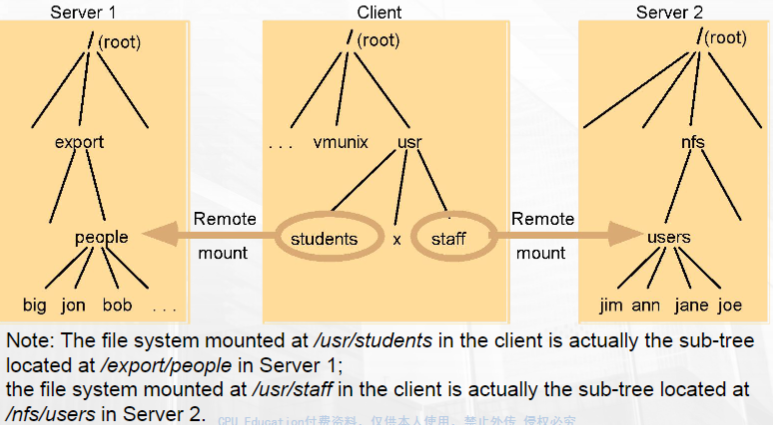 Server 1 Client Server 2
/ (root) / (root) / (root)
export ... vmunix usr nfs
Remote Remote
people students x staff users
mount mount
big jon bob ... jim ann jane joe
Note: The file system mounted at /usr/students in the client is actually the sub-tree
located at /export/people in Server 1;
the file system mounted at /usr/staff in the client is actually the sub-tree located at
/nfs/users in Server 2.
CPU Education付费资料，仅供本人使用，禁止外传 侵权必究